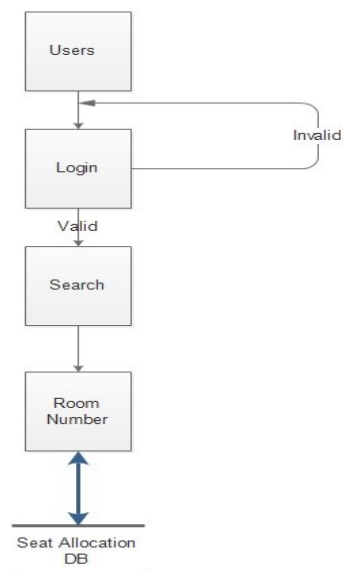 Users
Invalid
Login
Valid
Search
Room
Number
Seat Allocation
DB